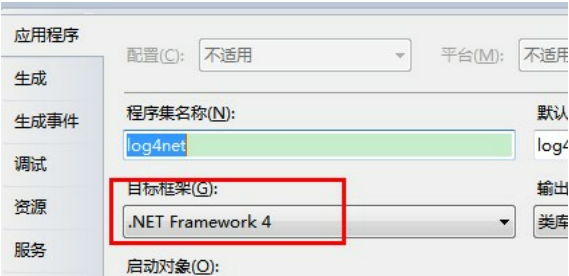 应用程序
配置(C): 不适用 平台(M): 不适用
生成
生成事件
程序集名称(N): 默认
log4net log4
调试
目标框架(G): 输出
资源
.NET Framework 4 类库
服务
启动对象(O):